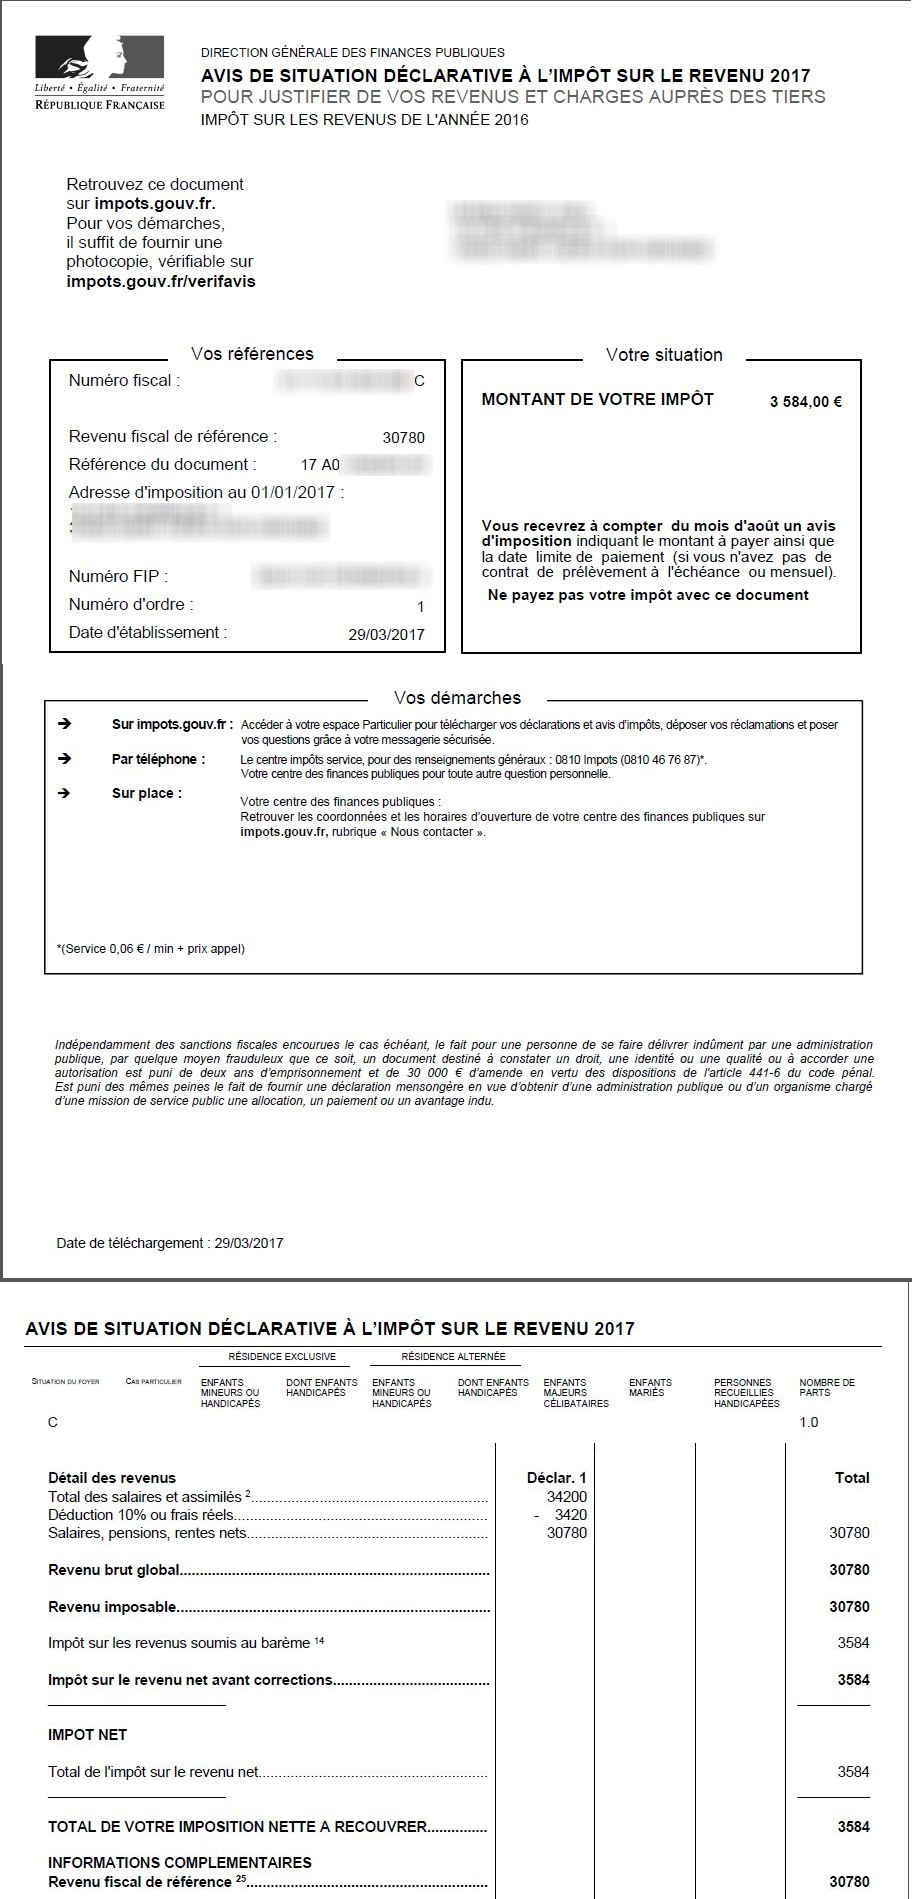 Liberté • Égalité • Fraternité
RÉPUBLIQUE FRANÇAISE
DIRECTION GÉNÉRALE DES FINANCES PUBLIQUES
AVIS DE SITUATION DÉCLARATIVE À L'IMPÔT SUR LE REVENU 2017
POUR JUSTIFIER DE VOS REVENUS ET CHARGES AUPRÈS DES TIERS
IMPÔT SUR LES REVENUS DE L'ANNÉE 2016
Retrouvez ce document
sur impots.gouv.fr.
Pour vos démarches,
il suffit de fournir une
photocopie, vérifiable sur
impots.gouv.fr/verifavis
Vos références
Numéro fiscal : C
Revenu fiscal de référence : 30780
Référence du document : 17 A0
Adresse d'imposition au 01/01/2017 :
Numéro FIP :
Numéro d'ordre : 1
Date d'établissement : 29/03/2017
Votre situation
MONTANT DE VOTRE IMPÔT 3 584,00 €
Vous recevrez à compter du mois d'août un avis
d'imposition indiquant le montant à payer ainsi que
la date limite de paiement (si vous n'avez pas de
contrat de prélèvement à l'échéance ou mensuel).
Ne payez pas votre impôt avec ce document
Vos démarches
➔ Sur impots.gouv.fr : Accéder à votre espace Particulier pour télécharger vos déclarations et avis d'impôts, déposer vos réclamations et poser
vos questions grâce à votre messagerie sécurisée.
➔ Par téléphone : Le centre impôts service, pour des renseignements généraux : 0810 Impots (0810 46 76 87)*.
Votre centre des finances publiques pour toute autre question personnelle.
➔ Sur place :
Votre centre des finances publiques :
Retrouver les coordonnées et les horaires d'ouverture de votre centre des finances publiques sur
impots.gouv.fr, rubrique « Nous contacter ».
*(Service 0,06 € / min + prix appel)
Indépendamment des sanctions fiscales encourues le cas échéant, le fait pour une personne de se faire délivrer indûment par une administration
publique, par quelque moyen frauduleux que ce soit, un document destiné à constater un droit, une identité ou une qualité ou à accorder une
autorisation est puni de deux ans d'emprisonnement et de 30 000 € d'amende en vertu des dispositions de l'article 441-6 du code pénal.
Est puni des mêmes peines le fait de fournir une déclaration mensongère en vue d'obtenir d'une administration publique ou d'un organisme chargé
d'une mission de service public une allocation, un paiement ou un avantage indu.
Date de téléchargement : 29/03/2017
AVIS DE SITUATION DÉCLARATIVE À L'IMPÔT SUR LE REVENU 2017
RÉSIDENCE EXCLUSIVE RÉSIDENCE ALTERNÉE
SITUATION DU FOYER CAS PARTICULIER ENFANTS DONT ENFANTS ENFANTS DONT ENFANTS ENFANTS ENFANTS PERSONNES NOMBRE DE
MINEURS OU HANDICAPÉS MINEURS OU HANDICAPÉS MAJEURS MARIÉS RECUEILLIES PARTS
HANDICAPÉS HANDICAPÉS CÉLIBATAIRES HANDICAPÉES
C 1.0
Détail des revenus Déclar. 1 Total
Total des salaires et assimilés 2 34200
Déduction 10% ou frais réels - 3420
Salaires, pensions, rentes nets 30780 30780
Revenu brut global 30780
Revenu imposable 30780
Impôt sur les revenus soumis au barème 14 3584
Impôt sur le revenu net avant corrections 3584
IMPOT NET
Total de l'impôt sur le revenu net 3584
TOTAL DE VOTRE IMPOSITION NETTE A RECOUVRER 3584
INFORMATIONS COMPLEMENTAIRES
Revenu fiscal de référence 25 30780